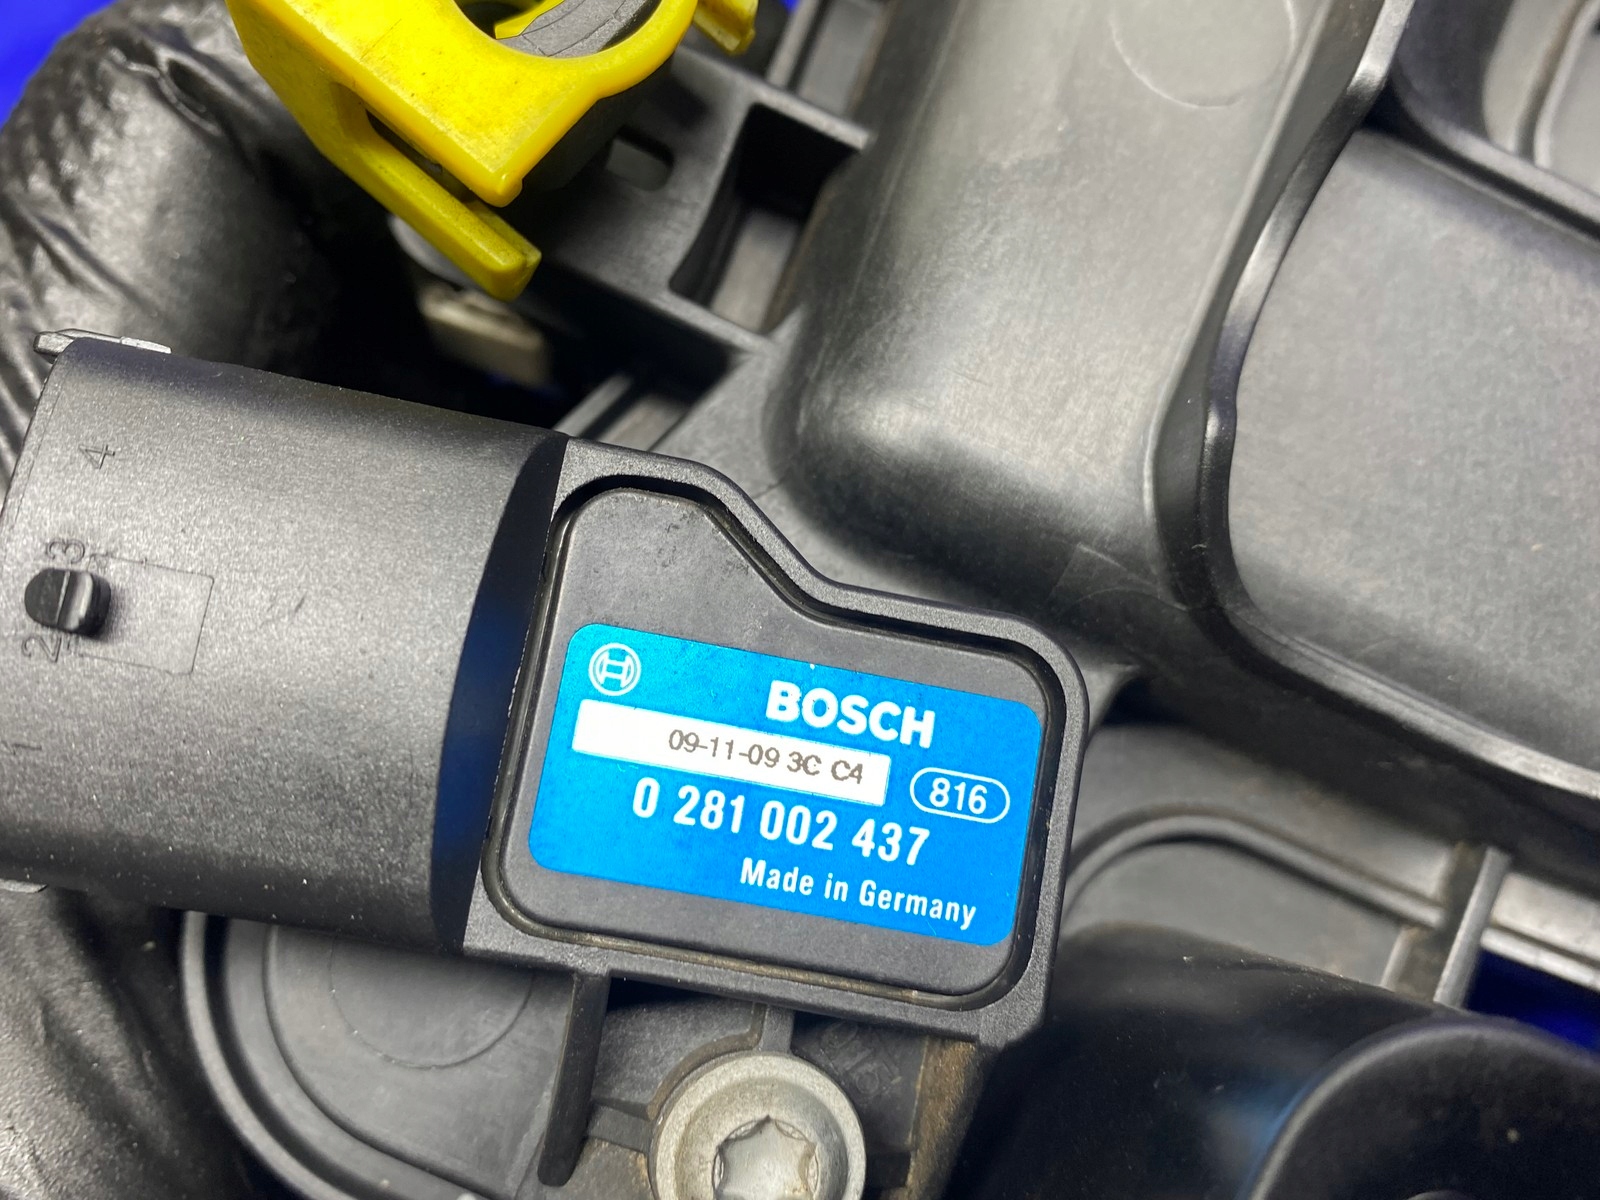 BOSCH
09-11-09 3C C4
816
0 281 002 437
Made in Germany
4
3
2
1